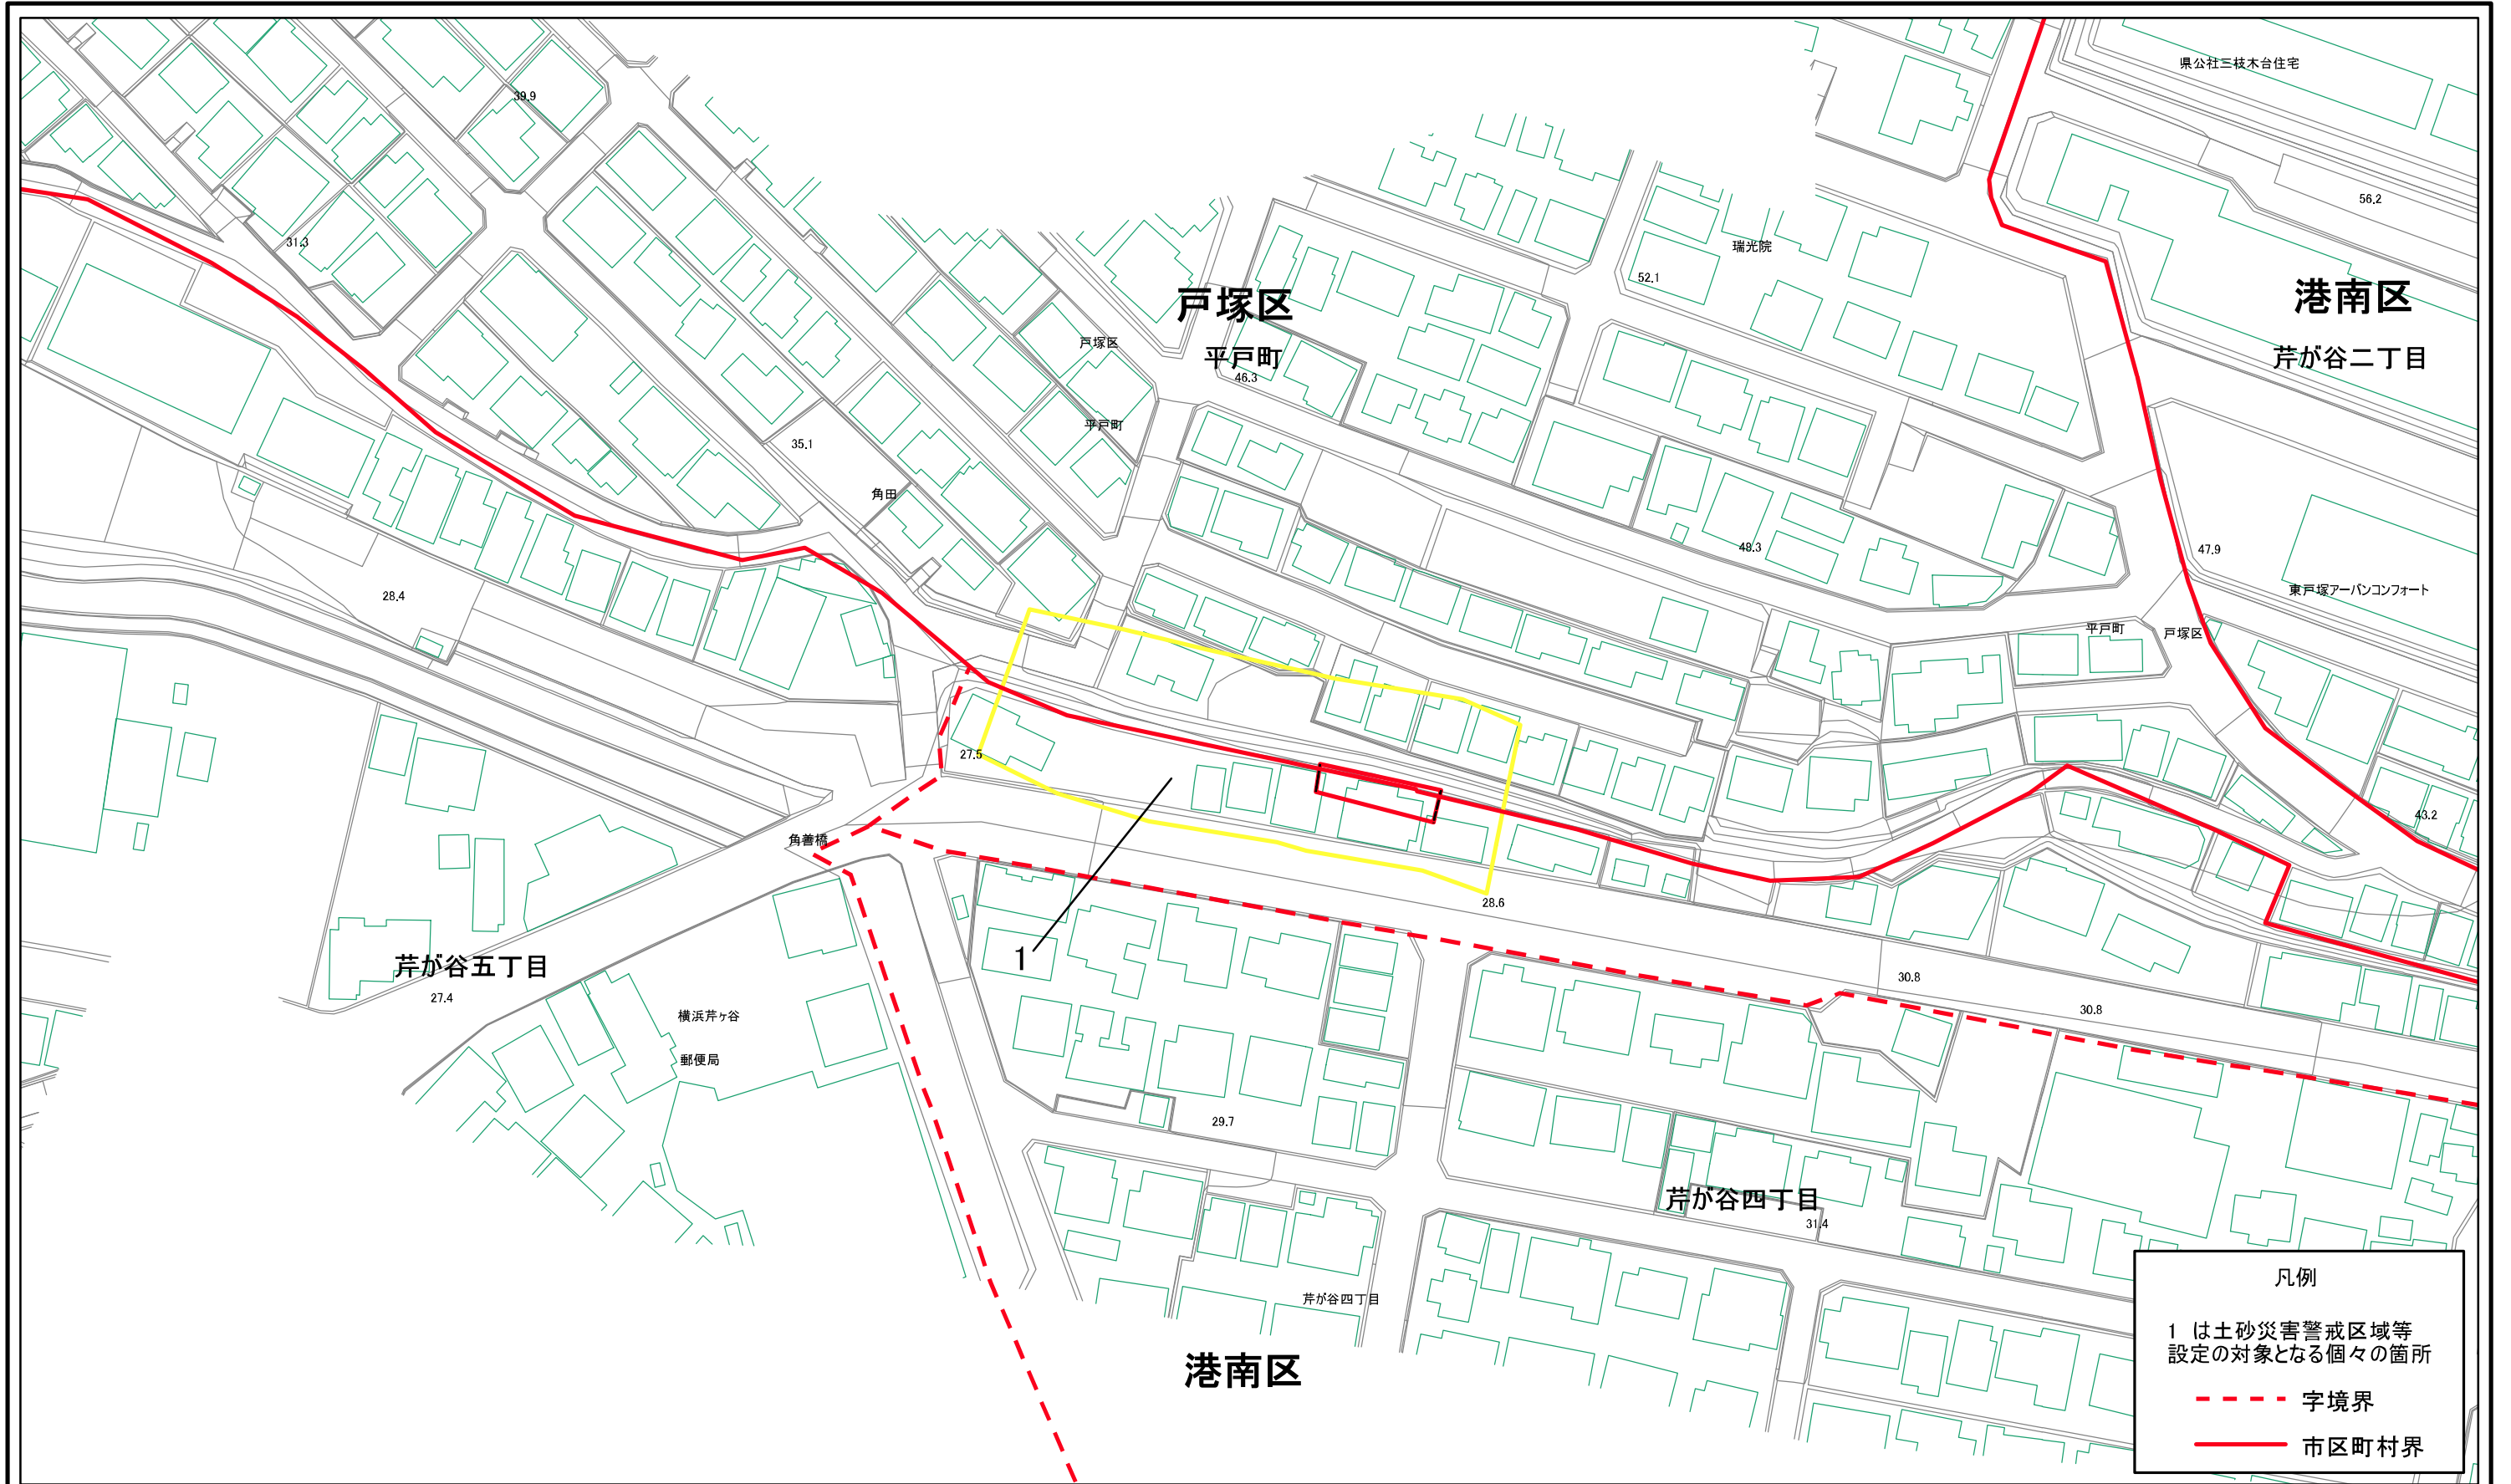 県公社三枝木台住宅
39.9
56.2
31.3
瑞光院
52.1
戸塚区
港南区
戸塚区
平戸町
芹が谷二丁目
46.3
平戸町
35.1
角田
48.3
47.9
28.4
東戸塚アーバンコンフォート
平戸町
戸塚区
27.5
43.2
角善橋
28.6
1
芹が谷五丁目
27.4
30.8
30.8
横浜芹ヶ谷
郵便局
29.7
芹が谷四丁目
31.4
芹が谷四丁目
港南区
凡例
1 は土砂災害警戒区域等
設定の対象となる個々の箇所
字境界
市区町村界